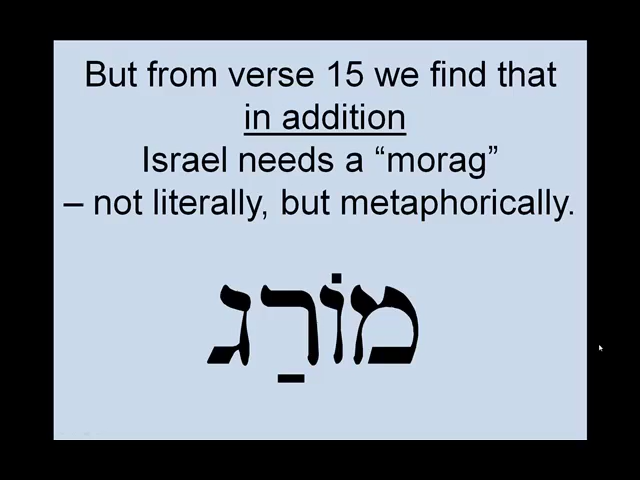 But from verse 15 we find that
in addition
Israel needs a “morag”
– not literally, but metaphorically.
מוֹרַג